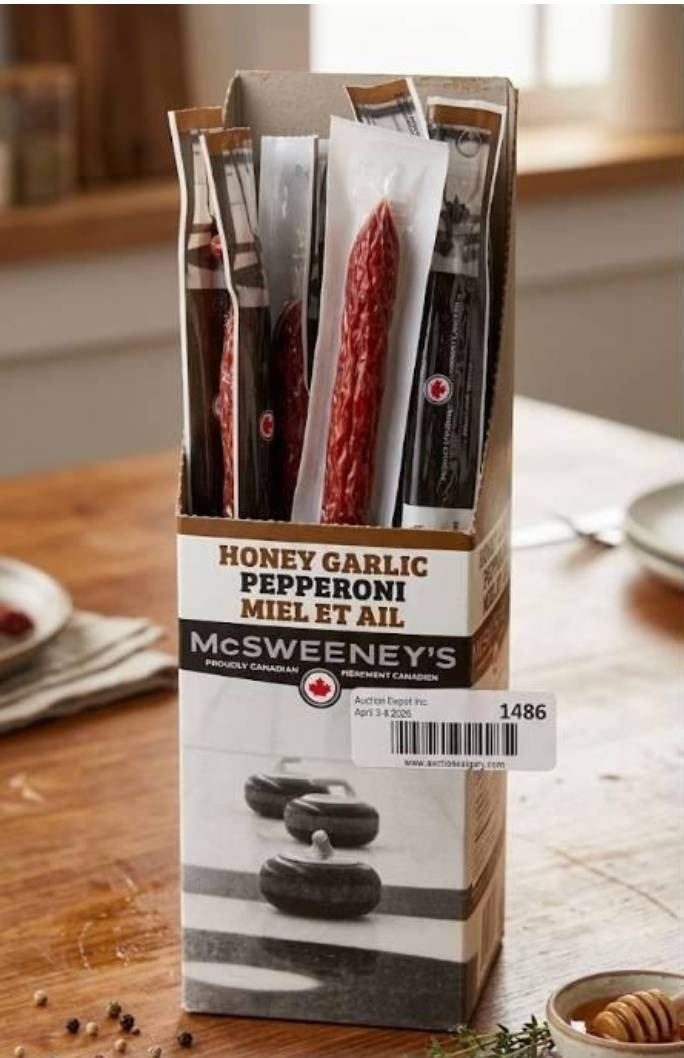 HONEY GARLIC
PEPPERONI
MIEL ET AIL
McSWEENEY'S
PROUDLY CANADIAN FIÈREMENT CANADIEN
Auction Depot Inc.
April 3-8 2026
1486
www.auctioncalgary.com